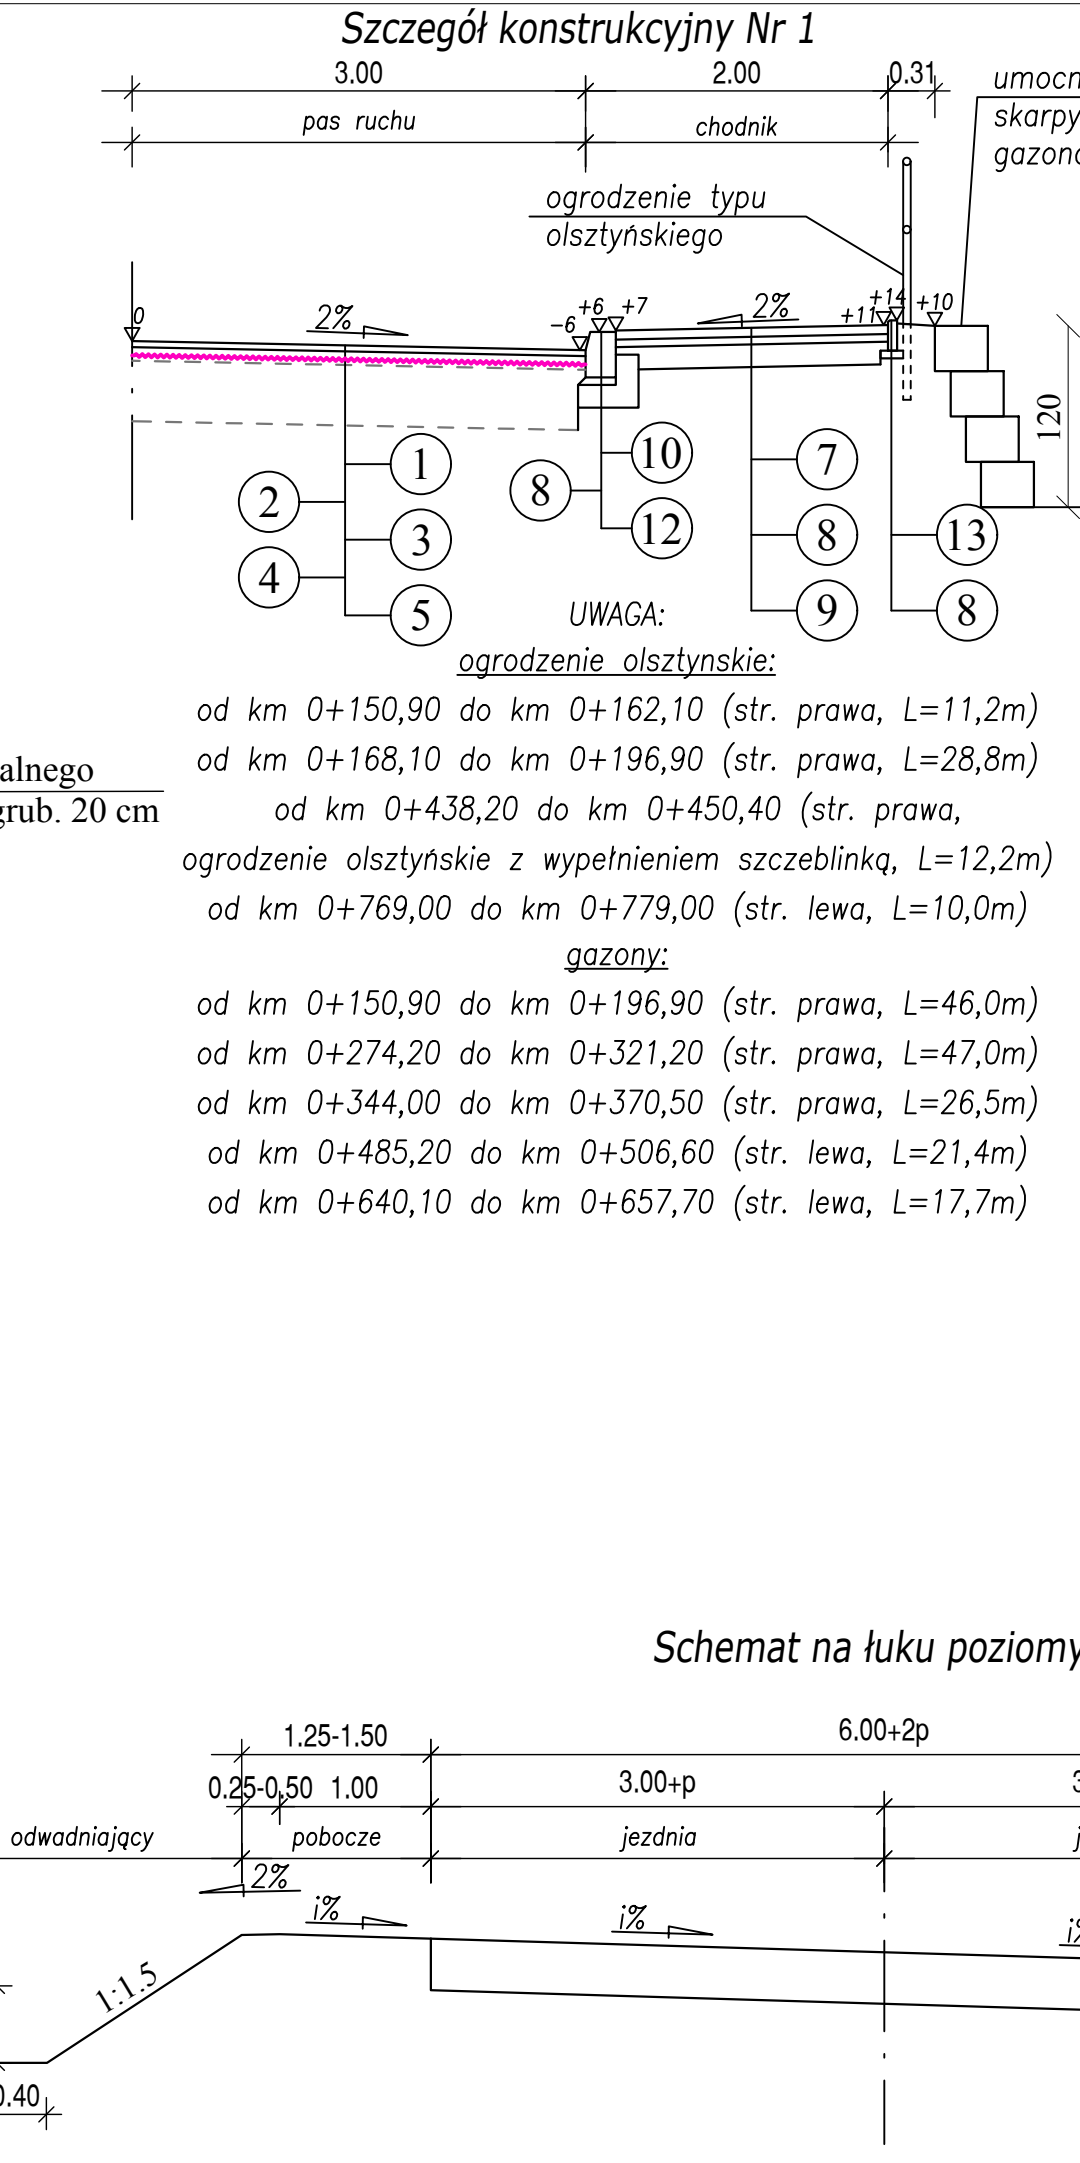 Szczegół konstrukcyjny Nr 1
3.00
2.00
0.31
pas ruchu
chodnik
skarpy
ogrodzenie typu
olsztyńskiego
0
2%
-6
+6
+7
2%
+11
+14
+10
120
1
2
3
4
5
8
10
12
7
8
9
13
8
UWAGA:
ogrodzenie olsztynskie:
od km 0+150,90 do km 0+162,10 (str. prawa, L=11,2m)
od km 0+168,10 do km 0+196,90 (str. prawa, L=28,8m)
od km 0+438,20 do km 0+450,40 (str. prawa,
ogrodzenie olsztyńskie z wypełnieniem szczeblinką, L=12,2m)
od km 0+769,00 do km 0+779,00 (str. lewa, L=10,0m)
gazony:
od km 0+150,90 do km 0+196,90 (str. prawa, L=46,0m)
od km 0+274,20 do km 0+321,20 (str. prawa, L=47,0m)
od km 0+344,00 do km 0+370,50 (str. prawa, L=26,5m)
od km 0+485,20 do km 0+506,60 (str. lewa, L=21,4m)
od km 0+640,10 do km 0+657,70 (str. lewa, L=17,7m)
alnego
grub. 20 cm
Schemat na łuku poziomy
1.25-1.50
6.00+2p
0.25-0.50 1.00
3.00+p
odwadniający
pobocze
jezdnia
2%
i%
i%
1:1.5
0.40